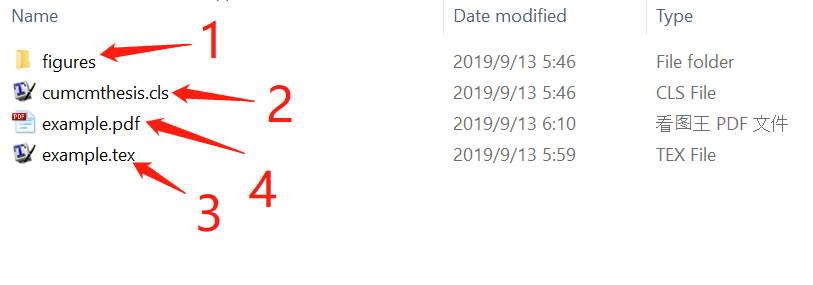 Name Date modified Type
figures 2019/9/13 5:46 File folder 1
cumcmthesis.cls 2019/9/13 5:46 CLS File 2
PDF example.pdf 2019/9/13 6:10 看图王 PDF 文件
example.tex 2019/9/13 5:59 TEX File
3 4